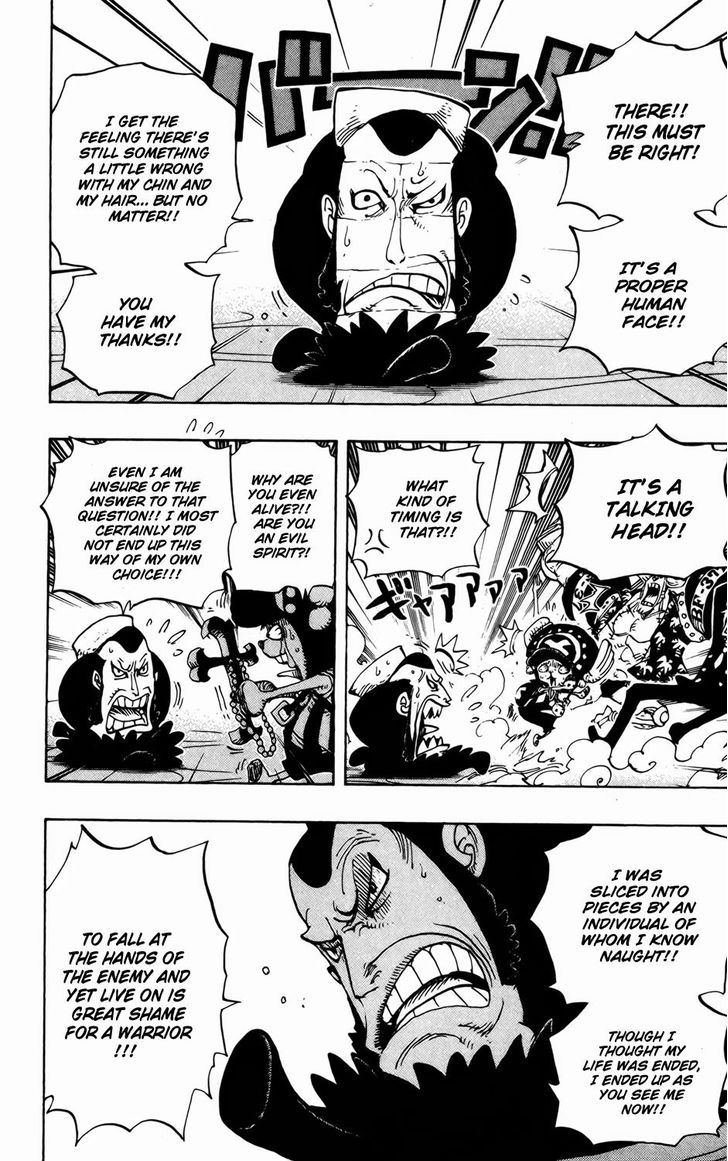 THERE!!
THIS MUST
BE RIGHT!
IT'S A
PROPER
HUMAN
FACE!!
バーン!!
I GET THE
FEELING THERE'S
STILL SOMETHING
A LITTLE WRONG
WITH MY CHIN AND
MY HAIR... BUT NO
MATTER!!
YOU
HAVE MY
THANKS!!
IT'S A
TALKING
HEAD!!
WHAT
KIND OF
TIMING IS
THAT?!!
ギャアアアァァ
BF-37
WHY ARE
YOU EVEN
ALIVE?!!
ARE YOU
AN EVIL
SPIRIT?!
EVEN I AM
UNSURE OF THE
ANSWER TO THAT
QUESTION!! I MOST
CERTAINLY DID
NOT END UP THIS
WAY OF MY OWN
CHOICE!!!
I WAS
SLICED INTO
PIECES BY AN
INDIVIDUAL OF
WHOM I KNOW
NAUGHT!!
THOUGH I
THOUGHT MY
LIFE WAS ENDED,
I ENDED UP AS
YOU SEE ME
NOW!!
TO FALL AT
THE HANDS OF
THE ENEMY AND
YET LIVE ON IS
GREAT SHAME
FOR A WARRIOR
!!!